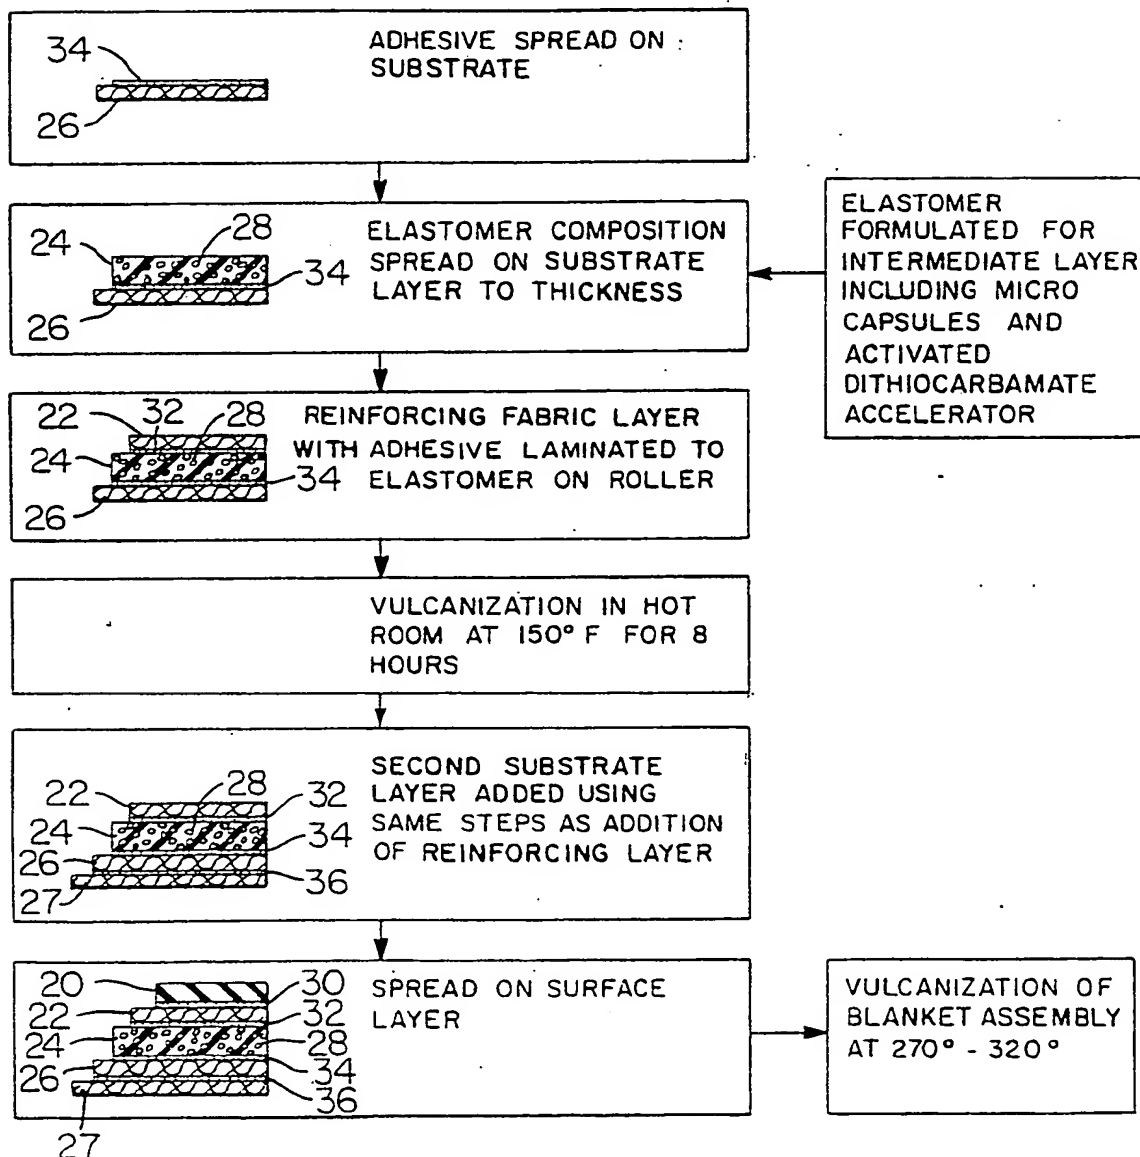 34
26
ADHESIVE SPREAD ON
SUBSTRATE
24
28
34
26
ELASTOMER COMPOSITION
SPREAD ON SUBSTRATE
LAYER TO THICKNESS
ELASTOMER
FORMULATED FOR
INTERMEDIATE LAYER
INCLUDING MICRO
CAPSULES AND
ACTIVATED
DITHIOCARBAMATE
ACCELERATOR
22
32
28
24
34
26
REINFORCING FABRIC LAYER
WITH ADHESIVE LAMINATED TO
ELASTOMER ON ROLLER
VULCANIZATION IN HOT
ROOM AT 150° F FOR 8
HOURS
22
28
32
24
34
26
36
27
SECOND SUBSTRATE
LAYER ADDED USING
SAME STEPS AS ADDITION
OF REINFORCING LAYER
20
30
22
32
24
28
34
26
36
27
SPREAD ON SURFACE
LAYER
VULCANIZATION OF
BLANKET ASSEMBLY
AT 270° - 320°